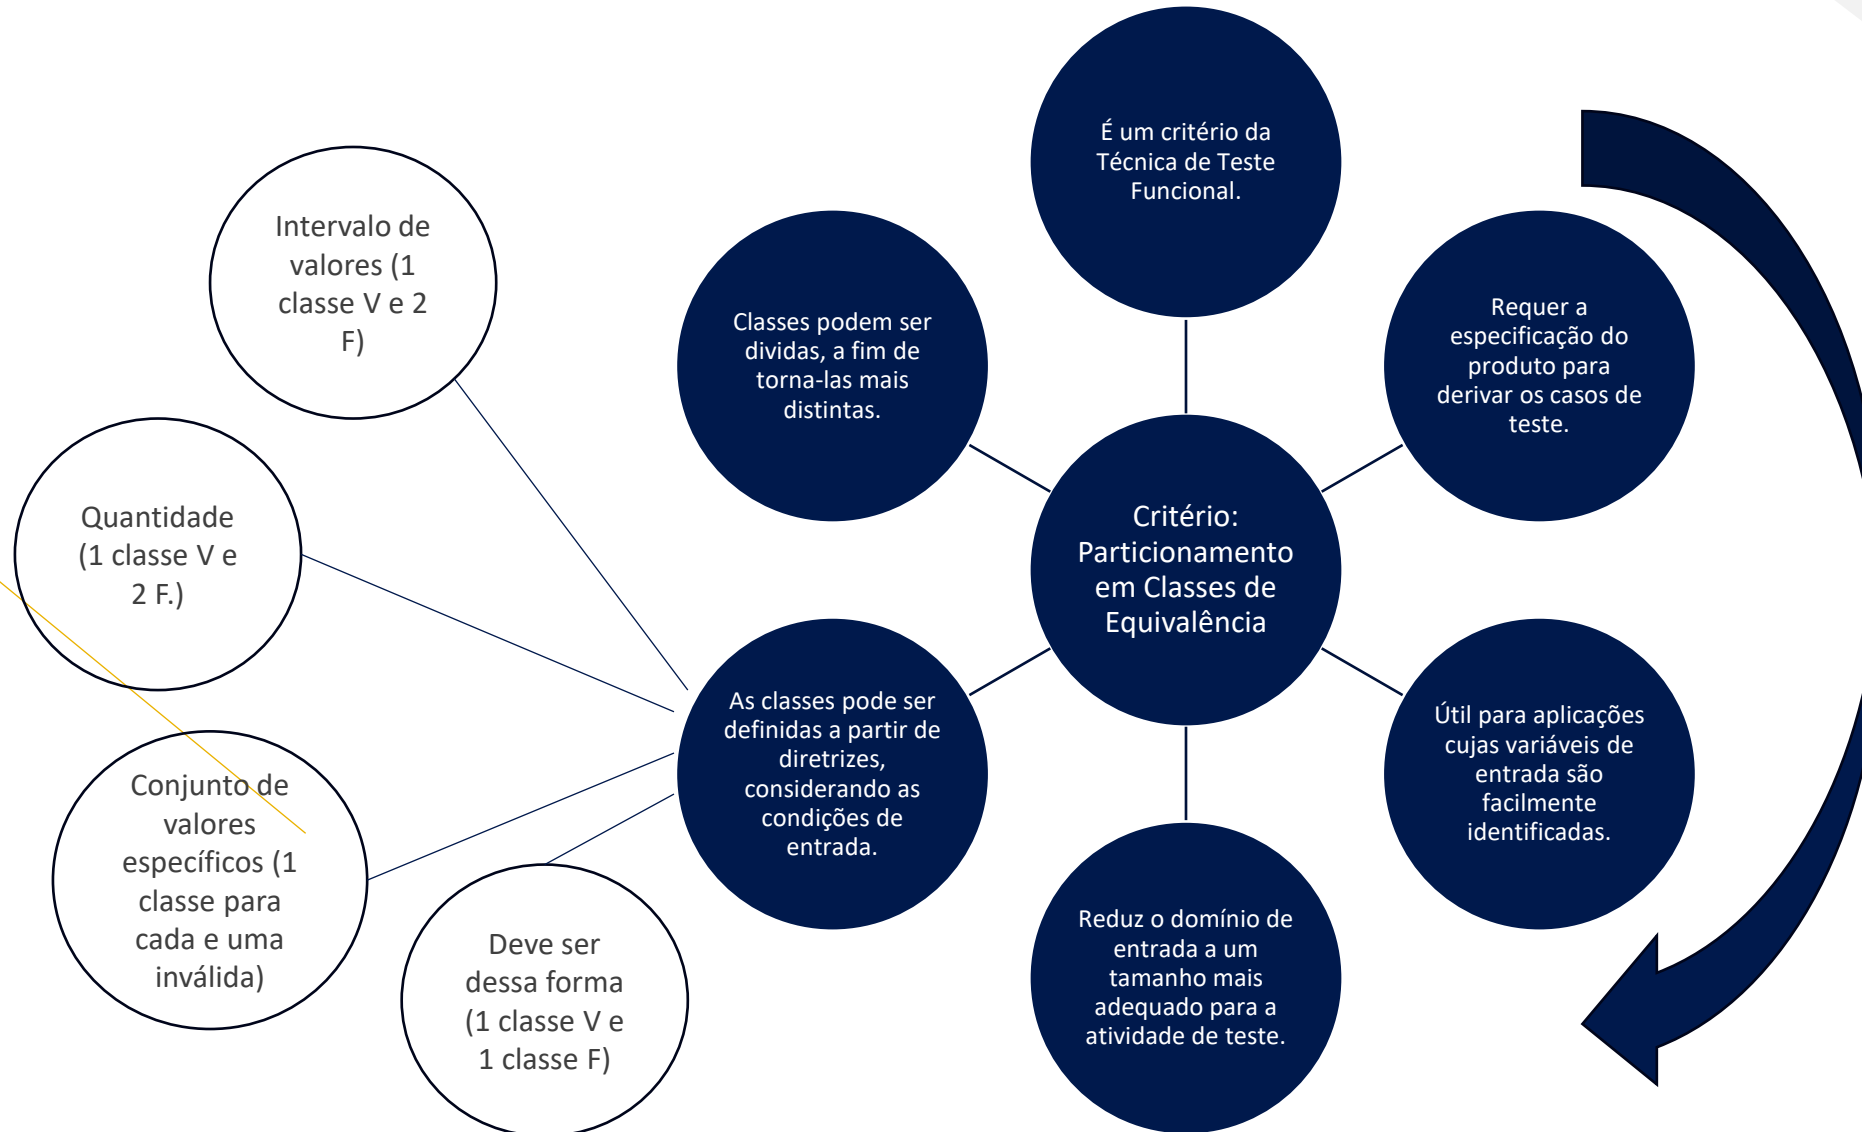 É um critério da
Técnica de Teste
Funcional.
Requer a
especificação do
produto para
derivar os casos de
teste.
Útil para aplicações
cujas variáveis de
entrada são
facilmente
identificadas.
Reduz o domínio de
entrada a um
tamanho mais
adequado para a
atividade de teste.
As classes pode ser
definidas a partir de
diretrizes,
considerando as
condições de
entrada.
Classes podem ser
dividas, a fim de
torna-las mais
distintas.
Critério:
Particionamento
em Classes de
Equivalência
Intervalo de
valores (1
classe V e 2
F)
Quantidade
(1 classe V e
2 F.)
Conjunto de
valores
específicos (1
classe para
cada e uma
inválida)
Deve ser
dessa forma
(1 classe V e
1 classe F)